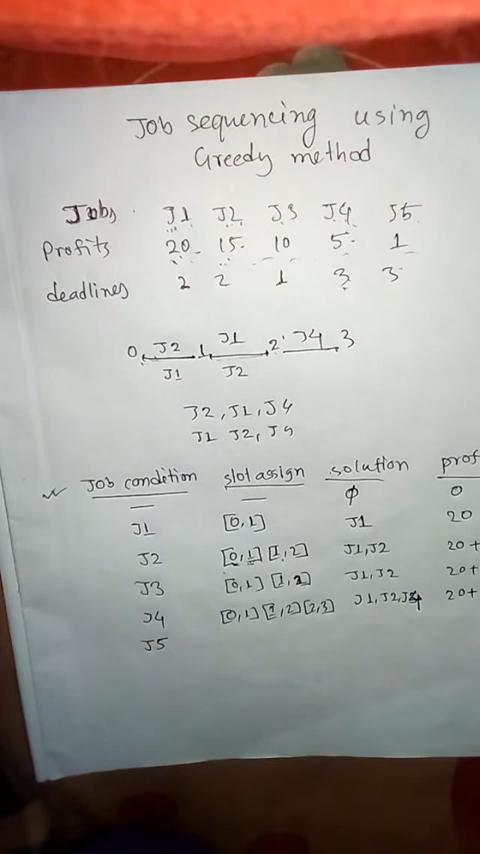 Job sequencing using
Greedy method
Jobs J1 J2 J3 J4 J5
Profits 20 15 10 5 1
deadlines 2 2 1 3 3
0 J2 1 J1 2 J4 3
J1 J2
J2, J1, J4
J1 J2, J4
Job condition slot assign solution prof
— — ϕ 0
J1 [0,1] J1 20
J2 [0,1] [1,2] J1, J2 20+
J3 [0,1] [1,2] J1, J2 20+
J4 [0,1] [1,2] [2,3] J1, J2, J4 20+
J5